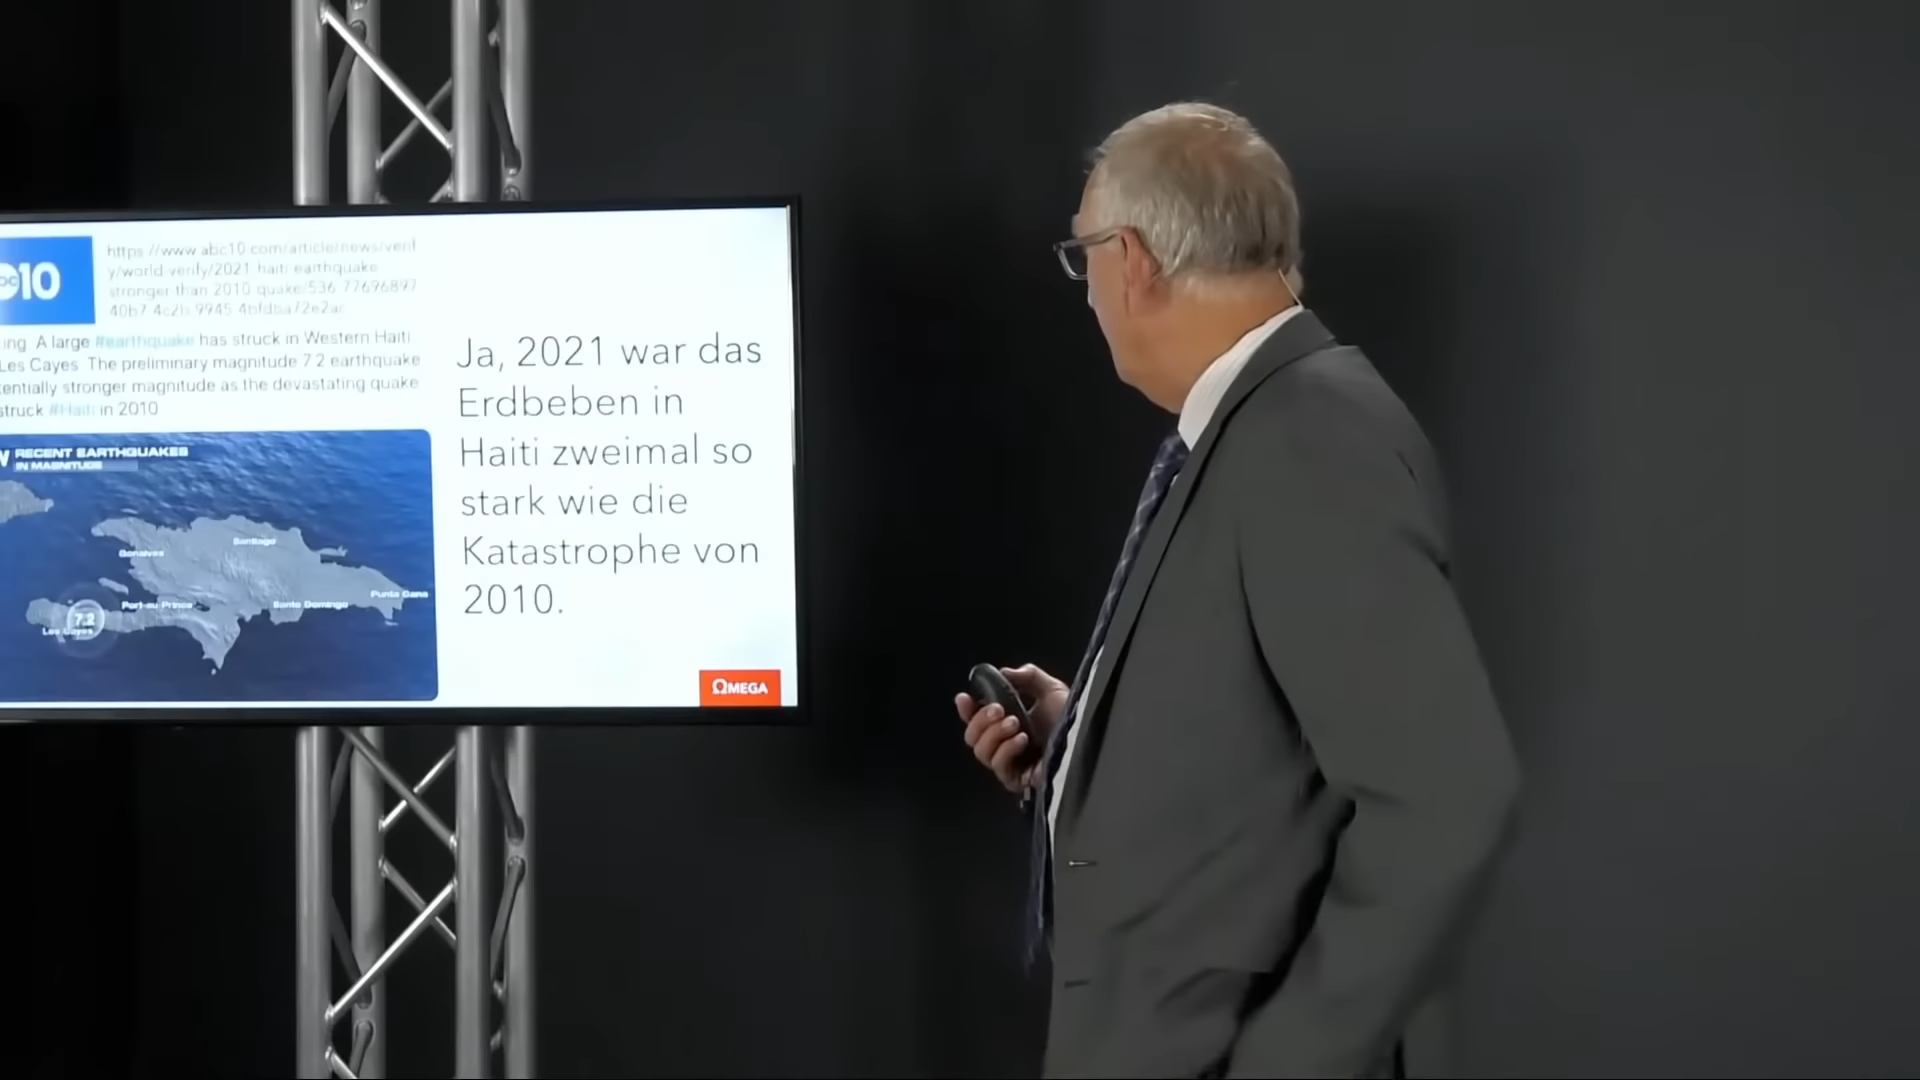 10
https //www abc10 com/article/news/verif
y/world verify/2021 haiti earthquake
stronger than 2010 quake/536 77696897
40b7 4c2b 9945 4bfdba72e2ac
ing A large #earthquake has struck in Western Haiti
Les Cayes The preliminary magnitude 7 2 earthquake
tentially stronger magnitude as the devastating quake
struck #Haiti in 2010
RECENT EARTHQUAKES
IN MAGNITUDE
Santiago
Gonaives
Punta Cana
Port-au Prince
Santo Domingo
7.2
Les Cayes
Ja, 2021 war das
Erdbeben in
Haiti zweimal so
stark wie die
Katastrophe von
2010.
ΩMEGA